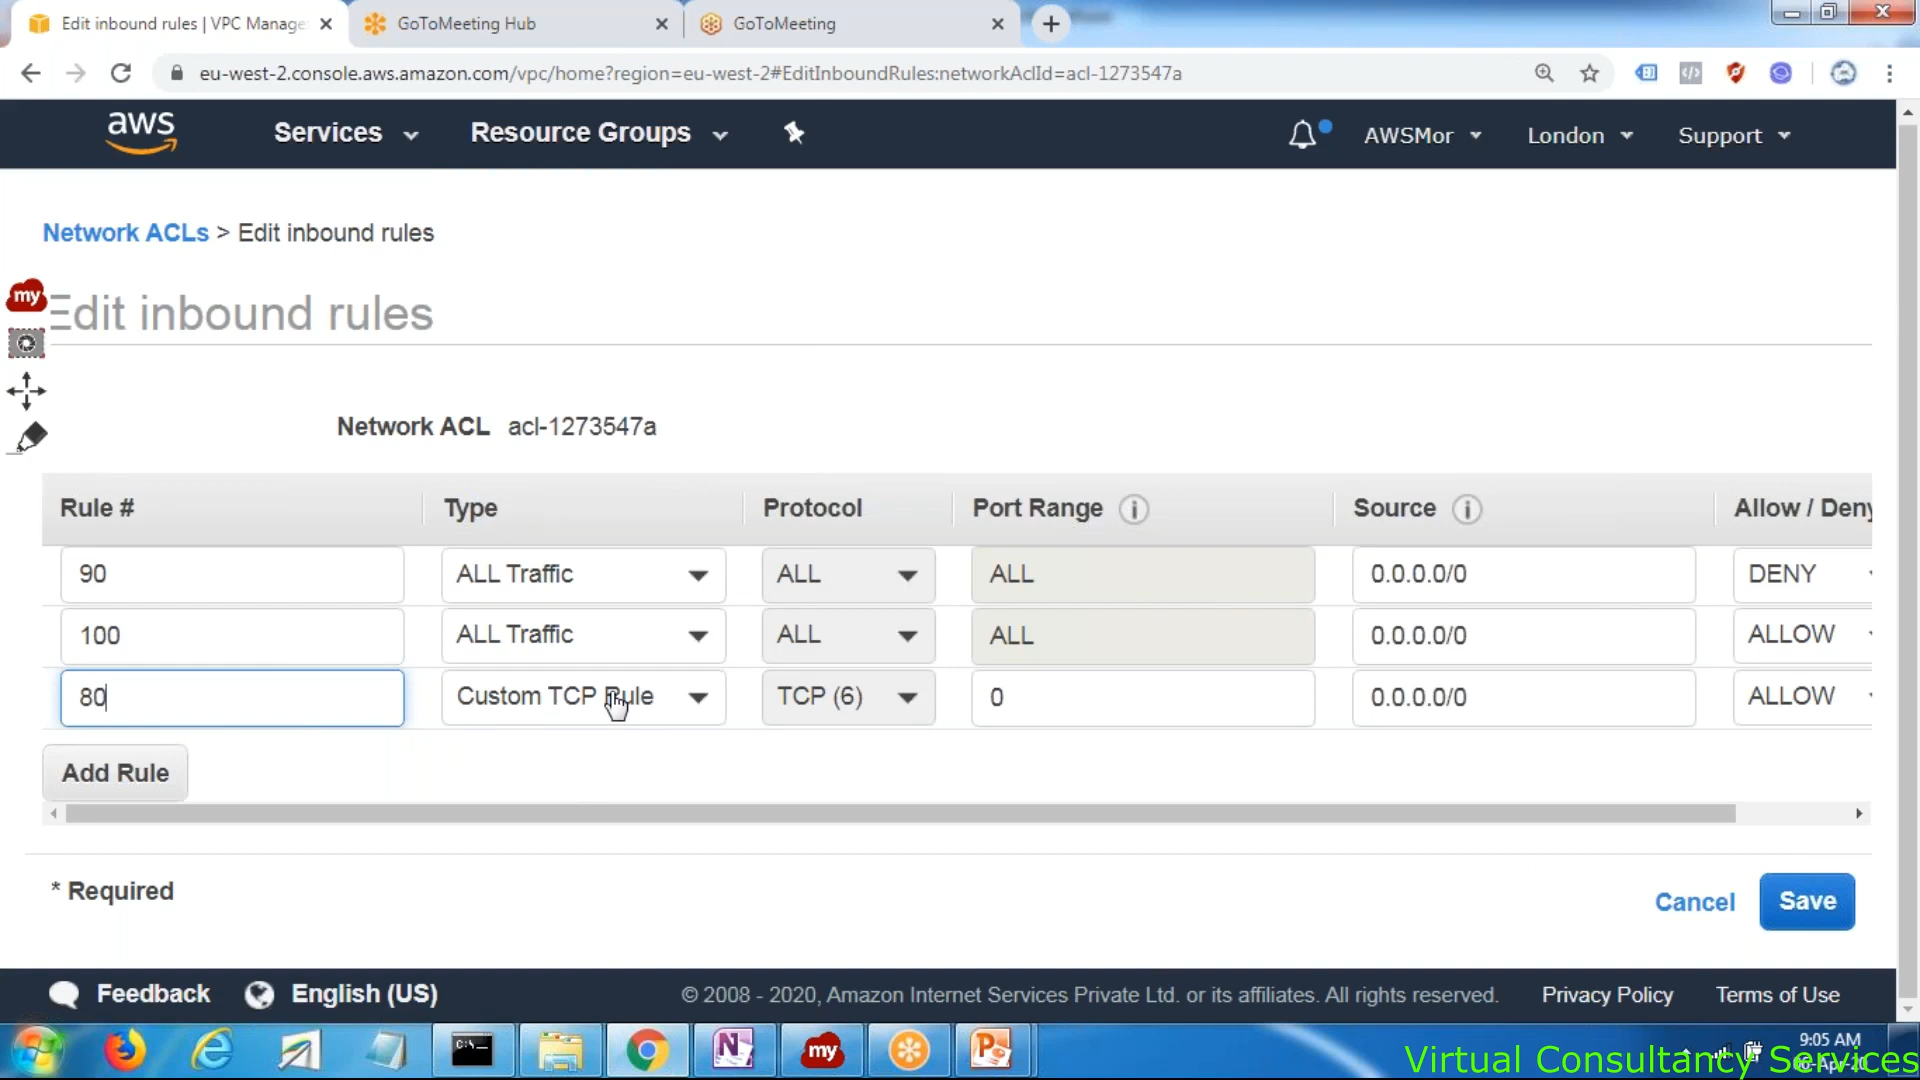 Edit inbound rules | VPC Manage
GoToMeeting Hub
GoToMeeting
eu-west-2.console.aws.amazon.com/vpc/home?region=eu-west-2#EditInboundRules:networkAclId=acl-1273547a
aws
Services
Resource Groups
AWSMor
London
Support
Network ACLs > Edit inbound rules
my
Edit inbound rules
Network ACL acl-1273547a
Rule # Type Protocol Port Range i Source i Allow / Deny
90 ALL Traffic ALL ALL 0.0.0.0/0 DENY
100 ALL Traffic ALL ALL 0.0.0.0/0 ALLOW
80 Custom TCP Rule TCP (6) 0 0.0.0.0/0 ALLOW
Add Rule
* Required
Cancel
Save
Feedback
English (US)
© 2008 - 2020, Amazon Internet Services Private Ltd. or its affiliates. All rights reserved.
Privacy Policy
Terms of Use
C:\
N
my
P
9:05 AM
Virtual Consultancy Services